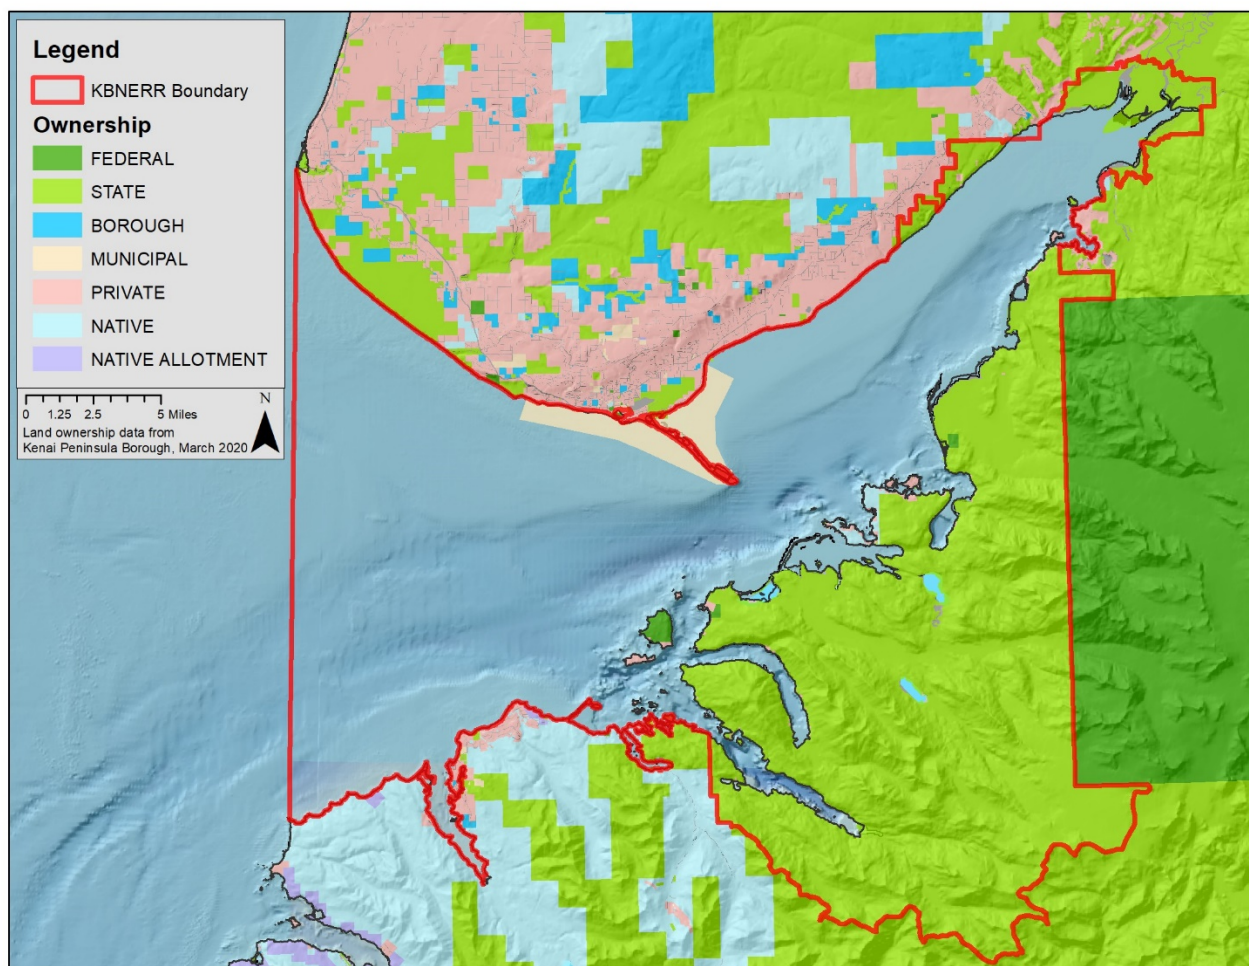 Legend
KBNERR Boundary
Ownership
FEDERAL
STATE
BOROUGH
MUNICIPAL
PRIVATE
NATIVE
NATIVE ALLOTMENT
0 1.25 2.5 5 Miles
N
Land ownership data from
Kenai Peninsula Borough, March 2020